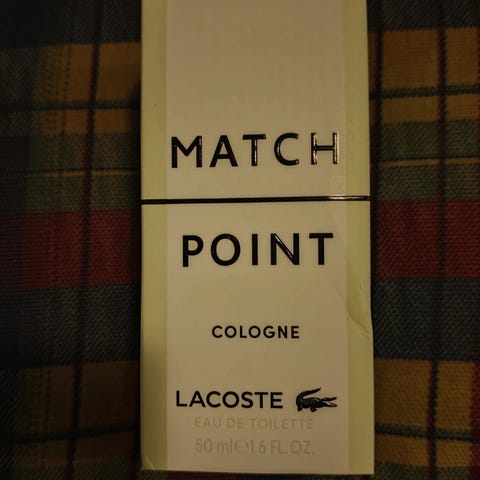 MATCH
POINT
COLOGNE
LACOSTE
EAU DE TOILETTE
50 ml℮1.6 FL.OZ.